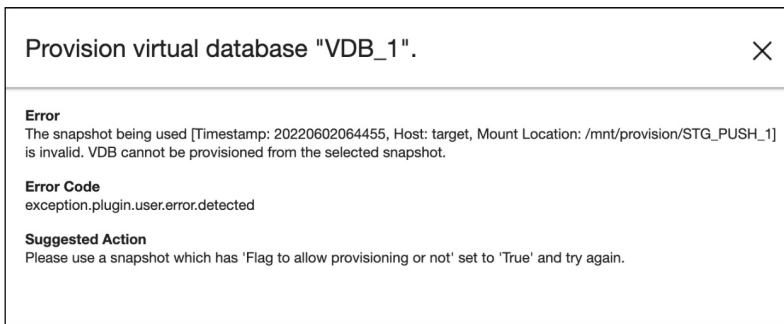 Provision virtual database "VDB_1".
Error
The snapshot being used [Timestamp: 20220602064455, Host: target, Mount Location: /mnt/provision/STG_PUSH_1]
is invalid. VDB cannot be provisioned from the selected snapshot.
Error Code
exception.plugin.user.error.detected
Suggested Action
Please use a snapshot which has 'Flag to allow provisioning or not' set to 'True' and try again.